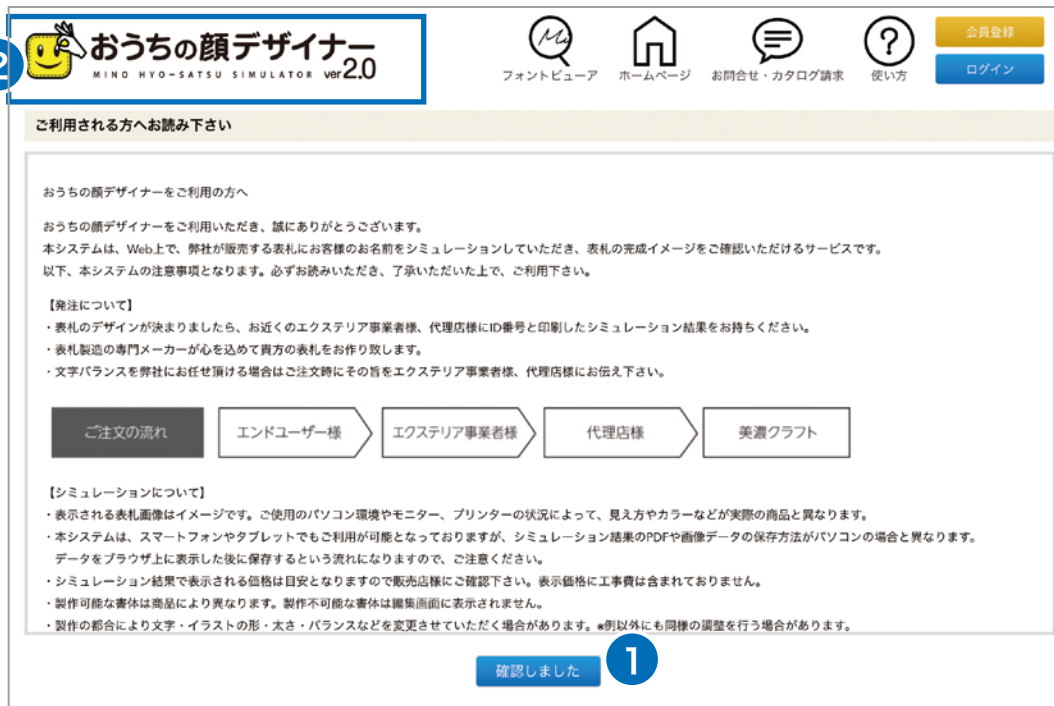 2
おうちの顔デザイナー
MINO HYO-SATSU SIMULATOR ver2.0
フォントビューア
ホームページ
お問合せ・カタログ請求
?
使い方
会員登録
ログイン
ご利用される方へお読み下さい
おうちの顔デザイナーをご利用の方へ
おうちの顔デザイナーをご利用いただき、誠にありがとうございます。
本システムは、Web上で、弊社が販売する表札にお客様のお名前をシミュレーションしていただき、表札の完成イメージをご確認いただけるサービスです。
以下、本システムの注意事項となります。必ずお読みいただき、了承いただいた上で、ご利用下さい。
【発注について】
・表札のデザインが決まりましたら、お近くのエクステリア事業者様、代理店様にID番号と印刷したシミュレーション結果をお持ちください。
・表札製造の専門メーカーが心を込めて貴方の表札をお作り致します。
・文字バランスを弊社にお任せ頂ける場合はご注文時にその旨をエクステリア事業者様、代理店様にお伝え下さい。
ご注文の流れ
エンドユーザー様
エクステリア事業者様
代理店様
美濃クラフト
【シミュレーションについて】
・表示される表札画像はイメージです。ご使用のパソコン環境やモニター、プリンターの状況によって、見え方やカラーなどが実際の商品と異なります。
・本システムは、スマートフォンやタブレットでもご利用が可能となっておりますが、シミュレーション結果のPDFや画像データの保存方法がパソコンの場合と異なります。
データをブラウザ上に表示した後に保存するという流れになりますので、ご注意ください。
・シミュレーション結果で表示される価格は目安となりますので販売店様にご確認下さい。表示価格に工事費は含まれておりません。
・製作可能な書体は商品により異なります。製作不可能な書体は編集画面に表示されません。
・製作の都合により文字・イラストの形・太さ・バランスなどを変更させていただく場合があります。※例以外にも同様の調整を行う場合があります。
確認しました
1